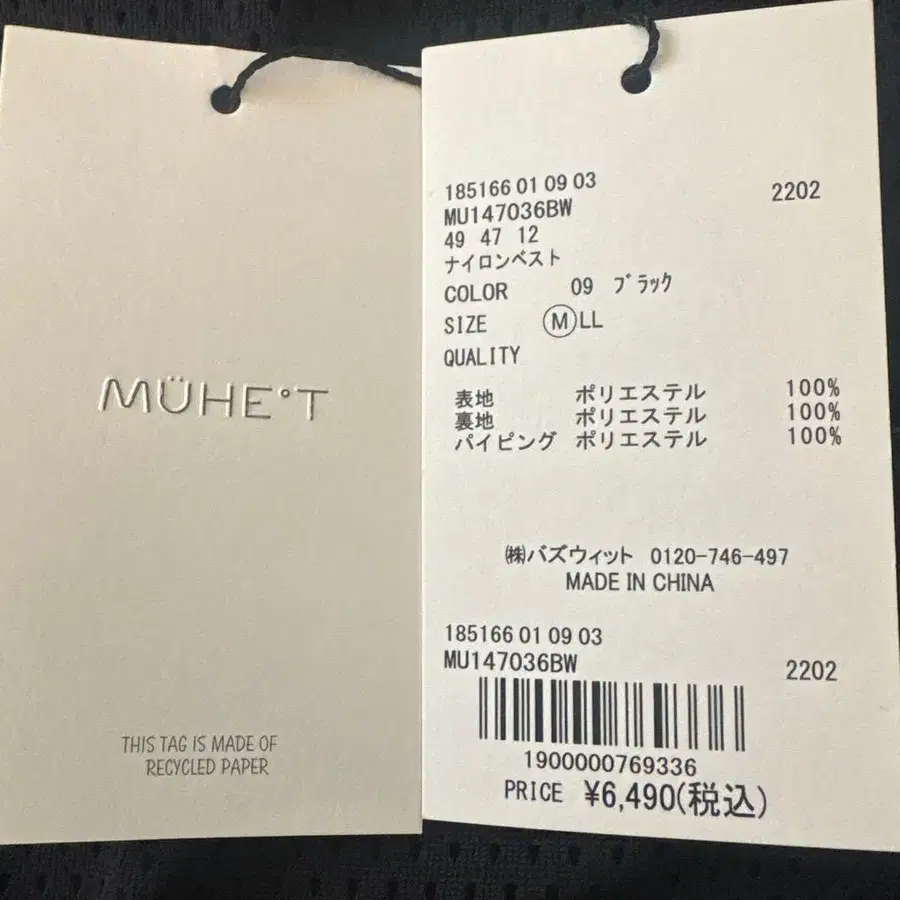 MÜHE°T
THIS TAG IS MADE OF
RECYCLED PAPER
185166 01 09 03
2202
MU147036BW
49 47 12
ナイロンベスト
COLOR 09 ブラック
SIZE Ⓜ LL
QUALITY
表地 ポリエステル 100%
裏地 ポリエステル 100%
パイピング ポリエステル 100%
㈱バズウィット 0120-746-497
MADE IN CHINA
185166 01 09 03
MU147036BW 2202
1900000769336
PRICE ¥6,490(税込)